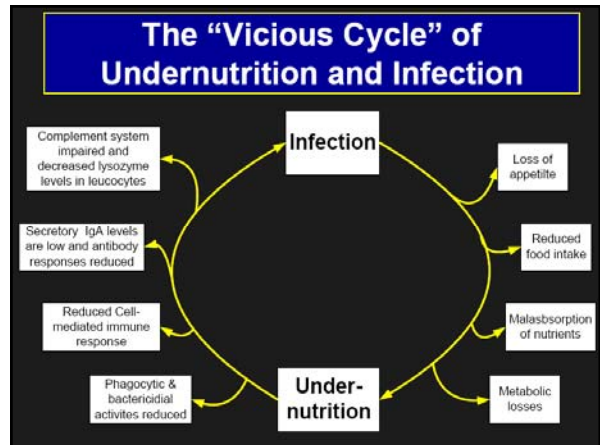 The “Vicious Cycle” of
Undernutrition and Infection
Infection
Loss of
appetilte
Reduced
food intake
Malasbsorption
of nutrients
Metabolic
losses
Under-
nutrition
Phagocytic &
bactericidial
activites reduced
Reduced Cell-
mediated immune
response
Secretory IgA levels
are low and antibody
responses reduced
Complement system
impaired and
decreased lysozyme
levels in leucocytes